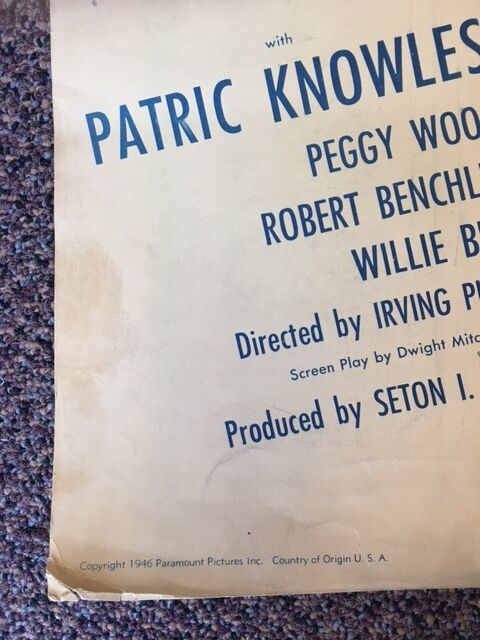 with
PATRIC KNOWLES
PEGGY WOO
ROBERT BENCHL
WILLIE B
Directed by IRVING P
Screen Play by Dwight Mitc
Produced by SETON I.
Copyright 1946 Paramount Pictures Inc. Country of Origin U. S. A.